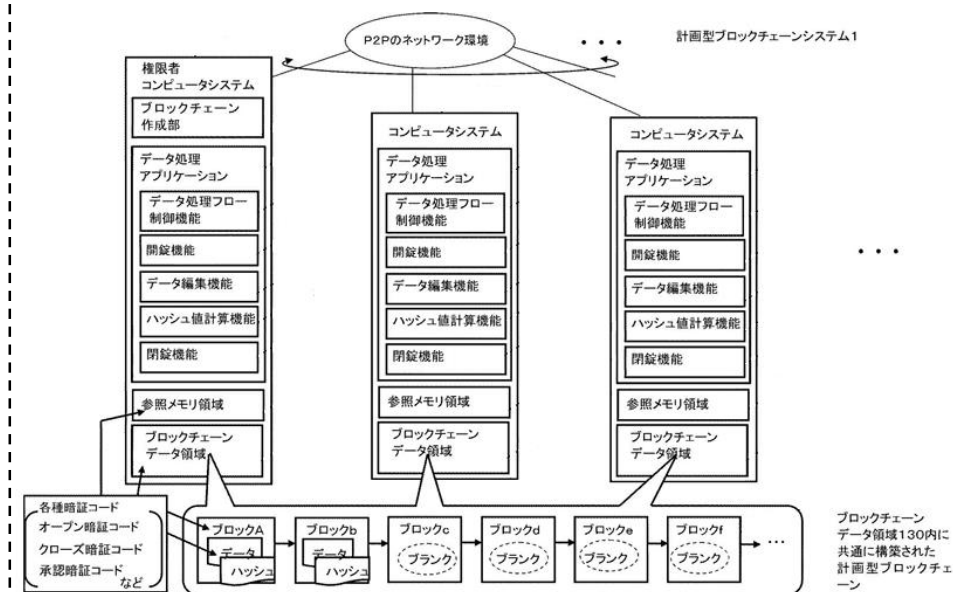 P2Pのネットワーク環境
・・・
計画型ブロックチェーンシステム1
権限者
コンピュータシステム
ブロックチェーン
作成部
データ処理
アプリケーション
データ処理フロー
制御機能
開錠機能
データ編集機能
ハッシュ値計算機能
閉錠機能
参照メモリ領域
ブロックチェーン
データ領域
コンピュータシステム
データ処理
アプリケーション
データ処理フロー
制御機能
開錠機能
データ編集機能
ハッシュ値計算機能
閉錠機能
参照メモリ領域
ブロックチェーン
データ領域
コンピュータシステム
データ処理
アプリケーション
データ処理フロー
制御機能
開錠機能
データ編集機能
ハッシュ値計算機能
閉錠機能
参照メモリ領域
ブロックチェーン
データ領域
・・・
各種暗証コード
オープン暗証コード
クローズ暗証コード
承認暗証コード
など
ブロックA
データ
ハッシュ
ブロックb
データ
ハッシュ
ブロックc
ブランク
ブロックd
ブランク
ブロックe
ブランク
ブロックf
ブランク
・・・
ブロックチェーン
データ領域130内に
共通に構築された
計画型ブロックチェ
ーン